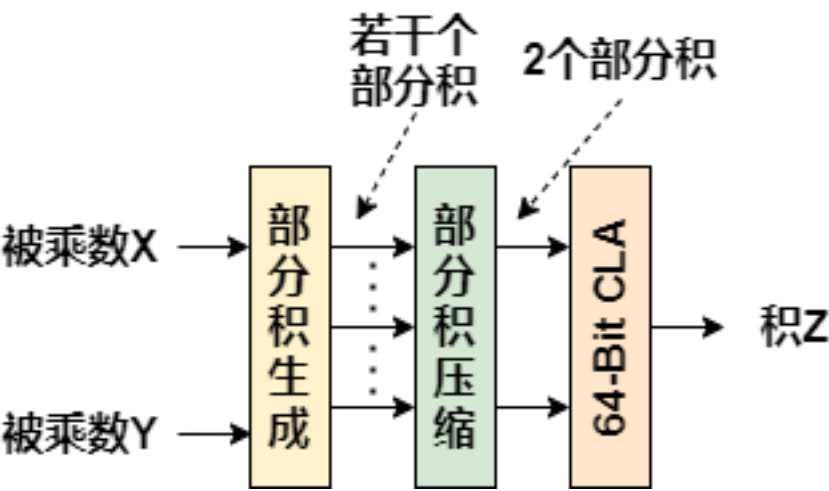 若干个
部分积
2个部分积
被乘数X
被乘数Y
部分积生成
部分积压缩
64-Bit CLA
积Z